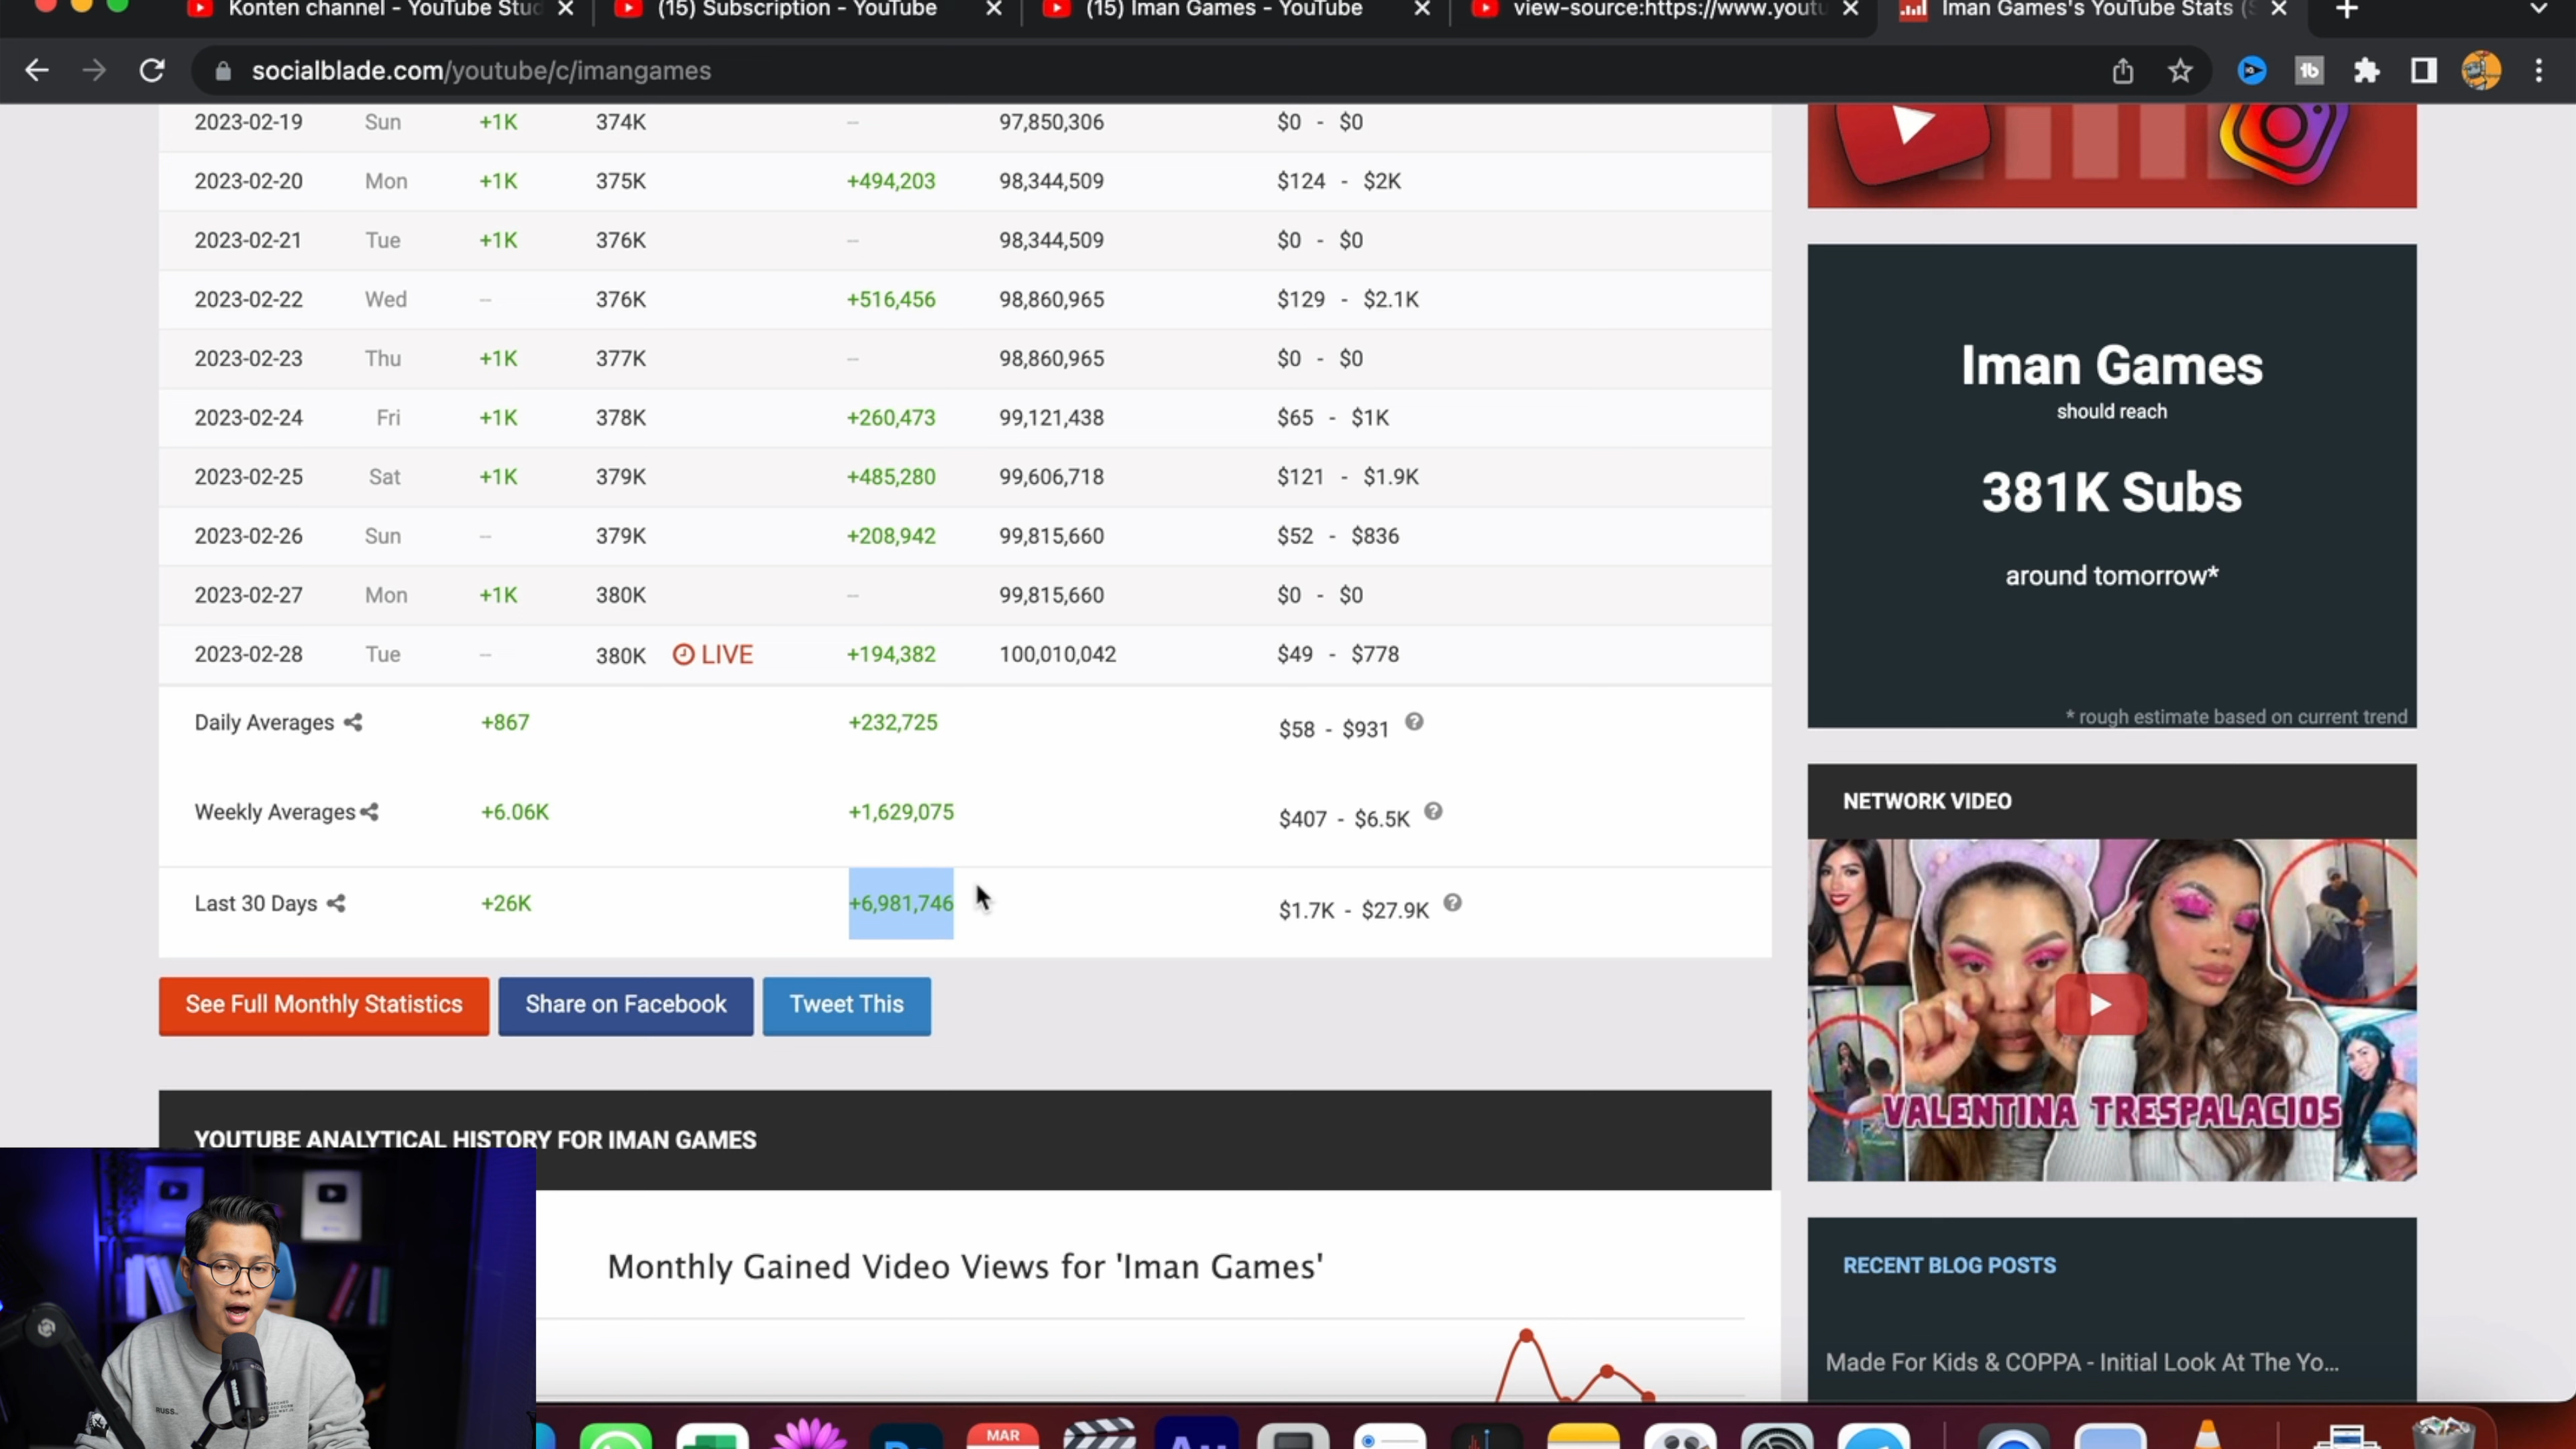 Konten channel - YouTube Stud
(15) Subscription - YouTube
(15) Iman Games - YouTube
view-source:https://www.youtu
Iman Games's YouTube Stats (S
socialblade.com/youtube/c/imangames
2023-02-19 Sun +1K 374K -- 97,850,306 $0 - $0
2023-02-20 Mon +1K 375K +494,203 98,344,509 $124 - $2K
2023-02-21 Tue +1K 376K -- 98,344,509 $0 - $0
2023-02-22 Wed -- 376K +516,456 98,860,965 $129 - $2.1K
2023-02-23 Thu +1K 377K -- 98,860,965 $0 - $0
2023-02-24 Fri +1K 378K +260,473 99,121,438 $65 - $1K
2023-02-25 Sat +1K 379K +485,280 99,606,718 $121 - $1.9K
2023-02-26 Sun -- 379K +208,942 99,815,660 $52 - $836
2023-02-27 Mon +1K 380K -- 99,815,660 $0 - $0
2023-02-28 Tue -- 380K LIVE +194,382 100,010,042 $49 - $778
Daily Averages +867 +232,725 $58 - $931
Weekly Averages +6.06K +1,629,075 $407 - $6.5K
Last 30 Days +26K +6,981,746 $1.7K - $27.9K
See Full Monthly Statistics
Share on Facebook
Tweet This
YOUTUBE ANALYTICAL HISTORY FOR IMAN GAMES
Monthly Gained Video Views for 'Iman Games'
Iman Games
should reach
381K Subs
around tomorrow*
* rough estimate based on current trend
NETWORK VIDEO
VALENTINA TRESPALACIOS
RECENT BLOG POSTS
Made For Kids & COPPA - Initial Look At The Yo...
MAR